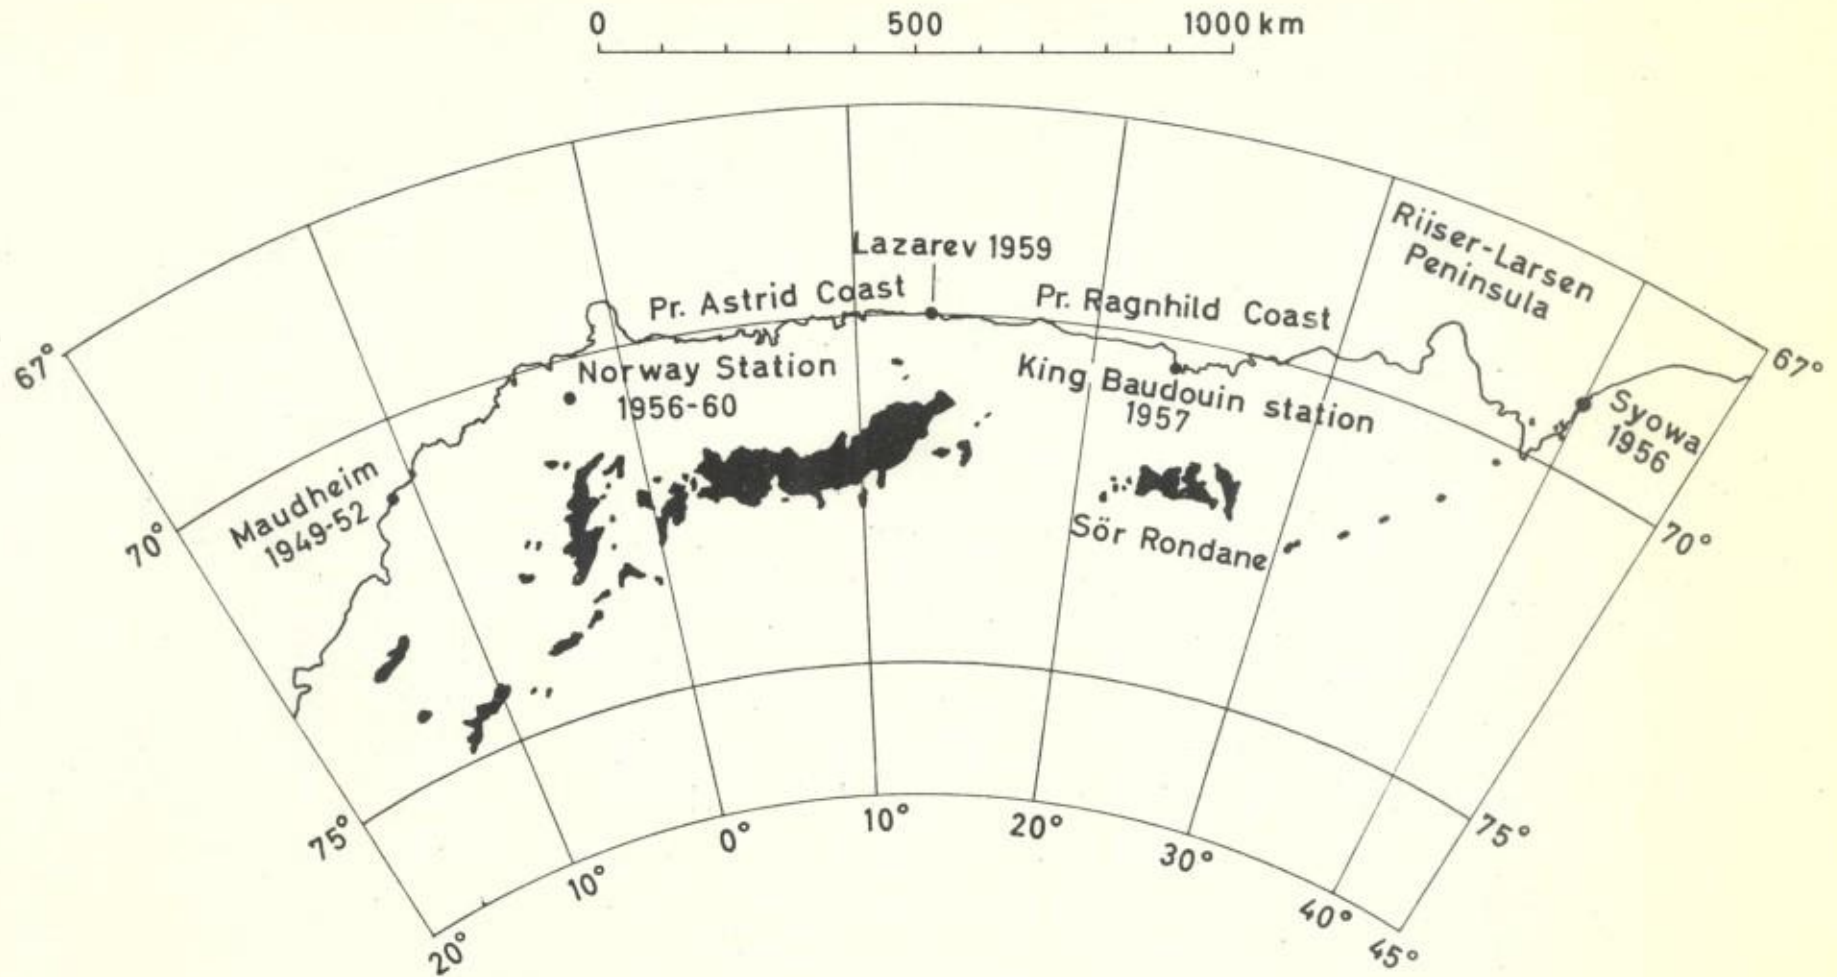 0 500 1000 km
Riiser-Larsen
Peninsula
Lazarev 1959
Pr. Astrid Coast
Pr. Ragnhild Coast
67°
67°
Norway Station
1956-60
King Baudouin station
1957
Syowa
1956
Maudheim
1949-52
70°
70°
Sör Rondane
75°
75°
20°
10°
0°
10°
20°
30°
40°
45°